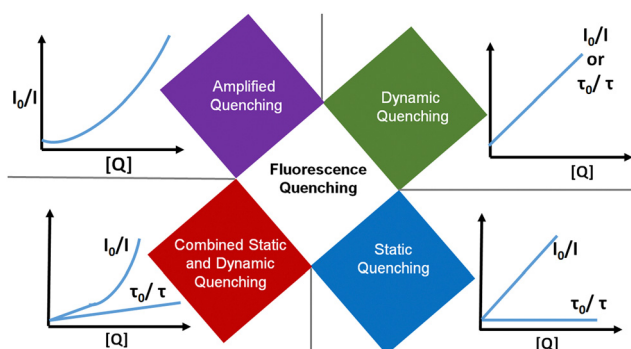 I₀/I
[Q]
Amplified
Quenching
Dynamic
Quenching
I₀/I
or
τ₀/ τ
[Q]
Fluorescence
Quenching
I₀/I
τ₀/ τ
[Q]
Combined Static
and Dynamic
Quenching
Static
Quenching
I₀/I
τ₀/ τ
[Q]